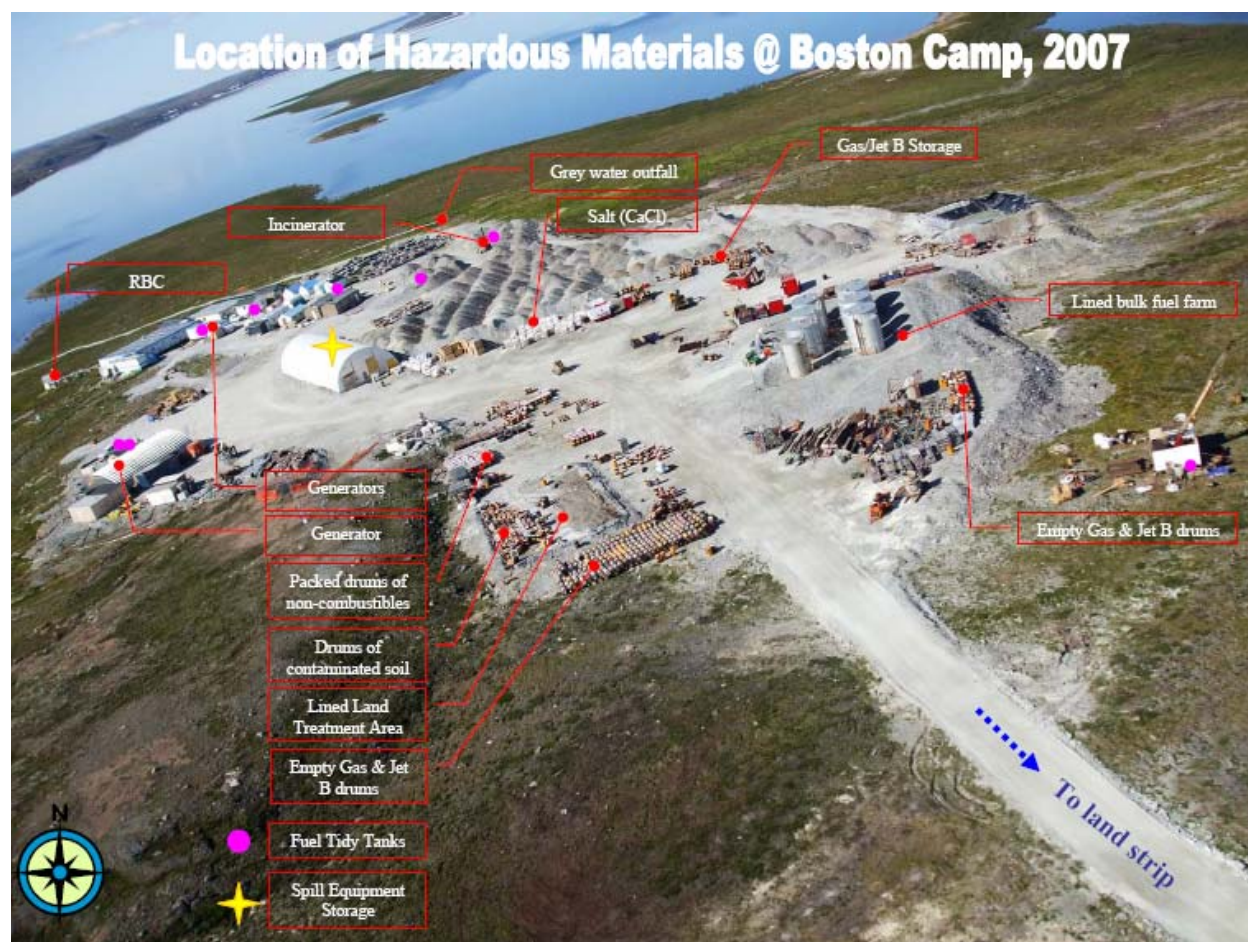 Location of Hazardous Materials @ Boston Camp, 2007
Gas/Jet B Storage
Grey water outfall
Salt (CaCl)
Incinerator
RBC
Lined bulk fuel farm
Generators
Generator
Empty Gas & Jet B drums
Packed drums of
non-combustibles
Drums of
contaminated soil
Lined Land
Treatment Area
Empty Gas & Jet
B drums
To land strip
N
Fuel Tidy Tanks
Spill Equipment
Storage